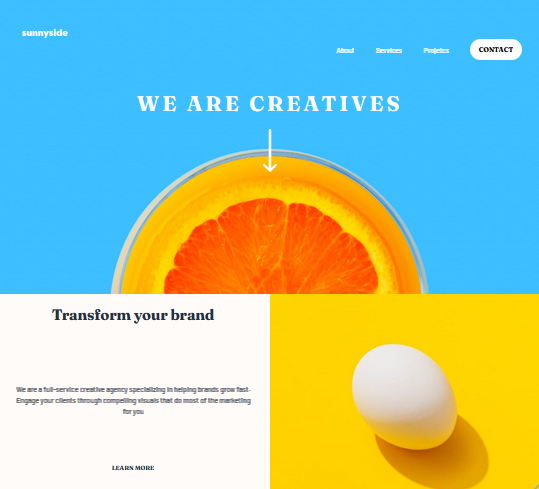 sunnyside
About Services Projetcs CONTACT
WE ARE CREATIVES
Transform your brand
We are a full-service creative agency specializing in helping brands grow fast-
Engage your clients through compelling visuals that do most of the marketing
for you
LEARN MORE